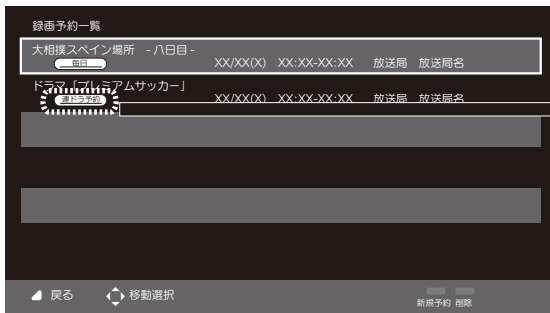 録画予約一覧
大相撲スペイン場所 - 八日目 -
毎日 XX/XX(X) XX:XX-XX:XX 放送局 放送局名
ドラマ「プレミアムサッカー」
連ドラ予約 XX/XX(X) XX:XX-XX:XX 放送局 放送局名
戻る 移動選択 新規予約 削除